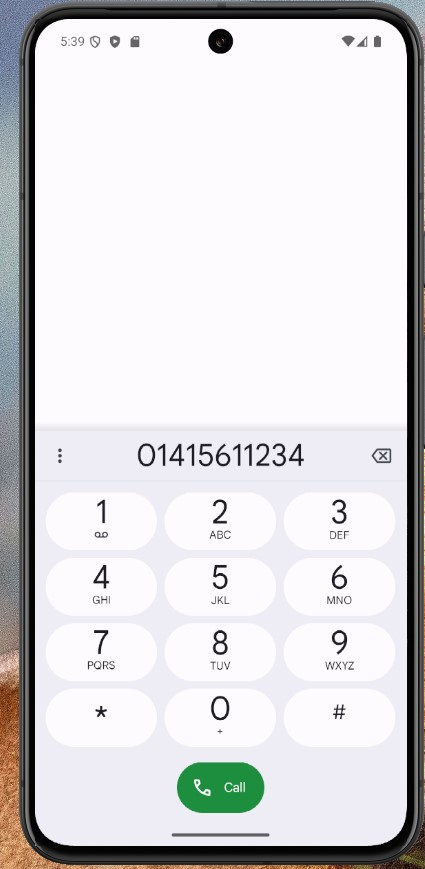 5:39
01415611234
1 2 3
ABC DEF
4 5 6
GHI JKL MNO
7 8 9
PQRS TUV WXYZ
* 0 #
+
Call